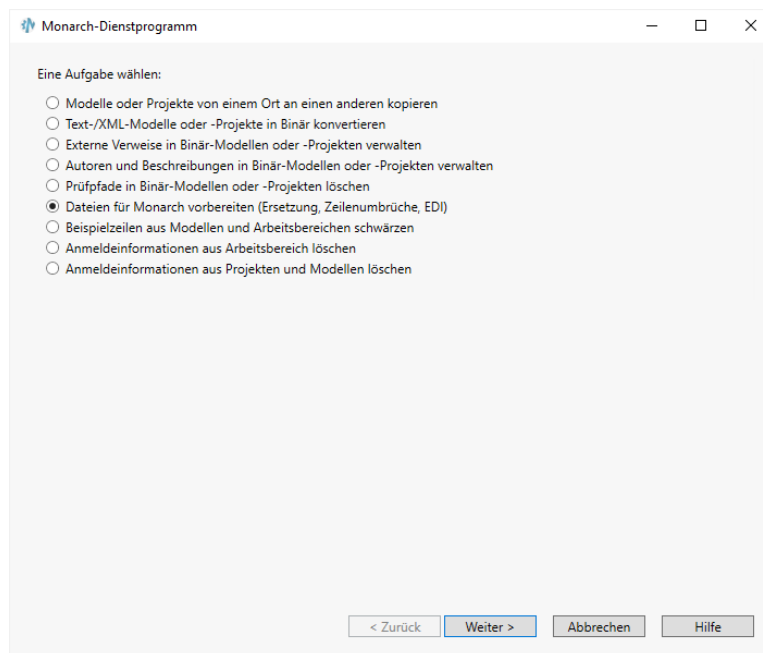 Monarch-Dienstprogramm
Eine Aufgabe wählen:
Modelle oder Projekte von einem Ort an einen anderen kopieren
Text-/XML-Modelle oder -Projekte in Binär konvertieren
Externe Verweise in Binär-Modellen oder -Projekten verwalten
Autoren und Beschreibungen in Binär-Modellen oder -Projekten verwalten
Prüfpfade in Binär-Modellen oder -Projekten löschen
Dateien für Monarch vorbereiten (Ersetzung, Zeilenumbrüche, EDI)
Beispielzeilen aus Modellen und Arbeitsbereichen schwärzen
Anmeldeinformationen aus Arbeitsbereich löschen
Anmeldeinformationen aus Projekten und Modellen löschen
< Zurück Weiter > Abbrechen Hilfe